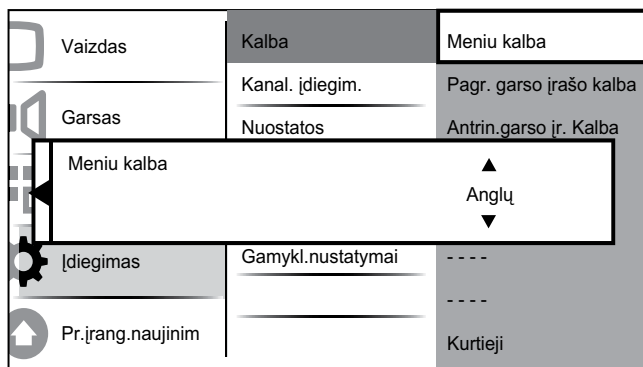 Vaizdas
Garsas
Įdiegimas
Pr.įrang.naujinim
Kalba
Kanal. įdiegim.
Nuostatos
Gamykl.nustatymai
Meniu kalba
Pagr. garso įrašo kalba
Antrin.garso įr. Kalba
- - - -
- - - -
Kurtieji
Meniu kalba
Anglų